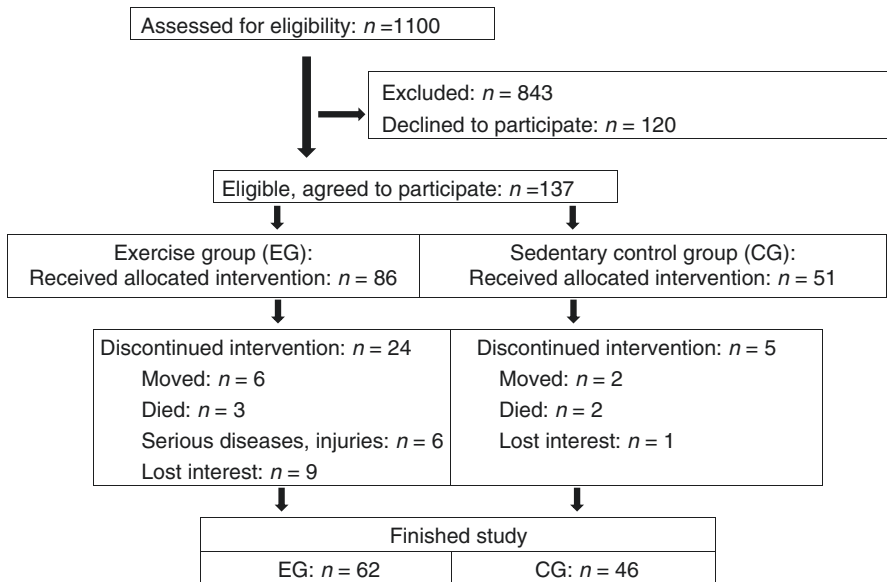 Assessed for eligibility: n =1100
Excluded: n = 843
Declined to participate: n = 120
Eligible, agreed to participate: n =137
Exercise group (EG):
Received allocated intervention: n = 86
Sedentary control group (CG):
Received allocated intervention: n = 51
Discontinued intervention: n = 24
Moved: n = 6
Died: n = 3
Serious diseases, injuries: n = 6
Lost interest: n = 9
Discontinued intervention: n = 5
Moved: n = 2
Died: n = 2
Lost interest: n = 1
Finished study
EG: n = 62
CG: n = 46